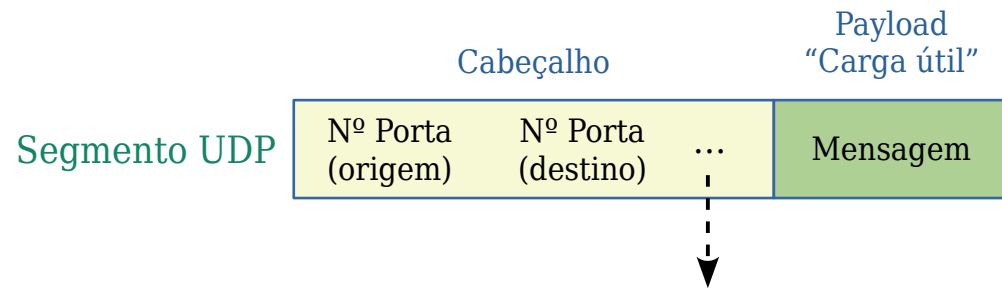 Payload
“Carga útil”
Cabeçalho
Segmento UDP
Nº Porta
(origem)
Nº Porta
(destino)
...
Mensagem